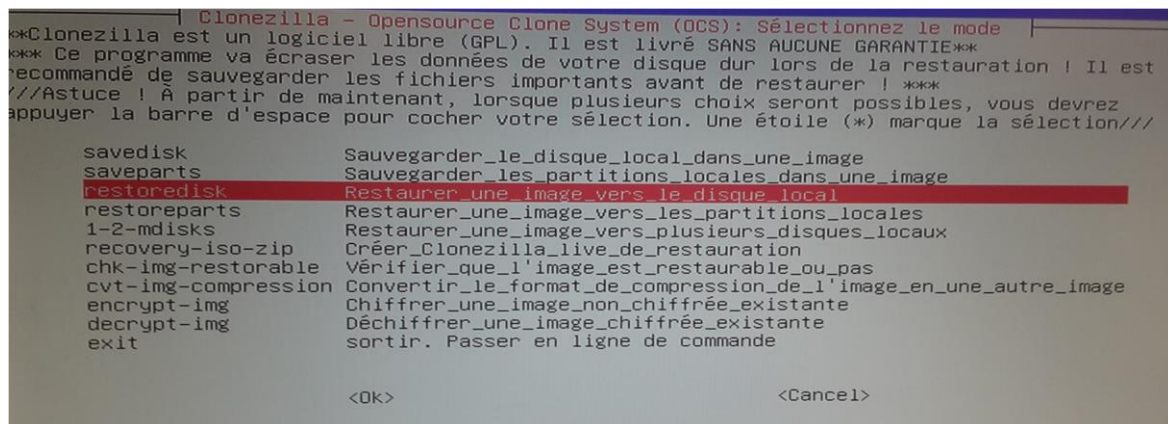 Clonezilla - Opensource Clone System (OCS): Sélectionnez le mode
**Clonezilla est un logiciel libre (GPL). Il est livré SANS AUCUNE GARANTIE**
*** Ce programme va écraser les données de votre disque dur lors de la restauration ! Il est
recommandé de sauvegarder les fichiers importants avant de restaurer ! ***
///Astuce ! À partir de maintenant, lorsque plusieurs choix seront possibles, vous devrez
appuyer la barre d'espace pour cocher votre sélection. Une étoile (*) marque la sélection///
savedisk Sauvegarder_le_disque_local_dans_une_image
saveparts Sauvegarder_les_partitions_locales_dans_une_image
restoredisk Restaurer_une_image_vers_le_disque_local
restoreparts Restaurer_une_image_vers_les_partitions_locales
1-2-mdisks Restaurer_une_image_vers_plusieurs_disques_locaux
recovery-iso-zip Créer_Clonezilla_live_de_restauration
chk-img-restorable Vérifier_que_l'image_est_restaurable_ou_pas
cvt-img-compression Convertir_le_format_de_compression_de_l'image_en_une_autre_image
encrypt-img Chiffrer_une_image_non_chiffrée_existante
decrypt-img Déchiffrer_une_image_chiffrée_existante
exit sortir. Passer en ligne de commande
<Ok> <Cancel>